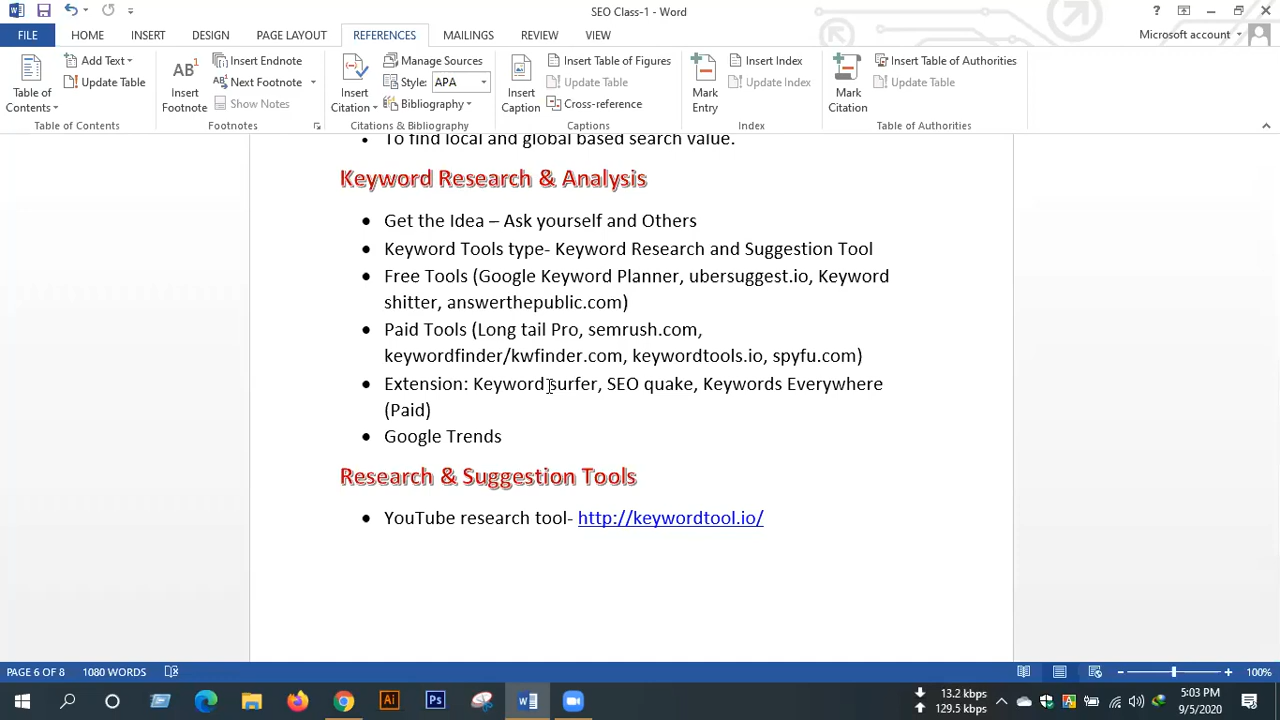 SEO Class-1 - Word
?
FILE HOME INSERT DESIGN PAGE LAYOUT REFERENCES MAILINGS REVIEW VIEW Microsoft account
Table of Contents
Add Text
Update Table
Table of Contents
AB1
Insert Footnote
Insert Endnote
Next Footnote
Show Notes
Footnotes
Insert Citation
Manage Sources
Style: APA
Bibliography
Citations & Bibliography
Insert Caption
Insert Table of Figures
Update Table
Cross-reference
Captions
Mark Entry
Insert Index
Update Index
Index
Mark Citation
Insert Table of Authorities
Update Table
Table of Authorities
• To find local and global based search value.
Keyword Research & Analysis
• Get the Idea – Ask yourself and Others
• Keyword Tools type- Keyword Research and Suggestion Tool
• Free Tools (Google Keyword Planner, ubersuggest.io, Keyword
shitter, answerthepublic.com)
• Paid Tools (Long tail Pro, semrush.com,
keywordfinder/kwfinder.com, keywordtools.io, spyfu.com)
• Extension: Keyword surfer, SEO quake, Keywords Everywhere
(Paid)
• Google Trends
Research & Suggestion Tools
• YouTube research tool- http://keywordtool.io/
PAGE 6 OF 8 1080 WORDS 100%
Ai Ps
13.2 kbps
129.5 kbps
5:03 PM
9/5/2020